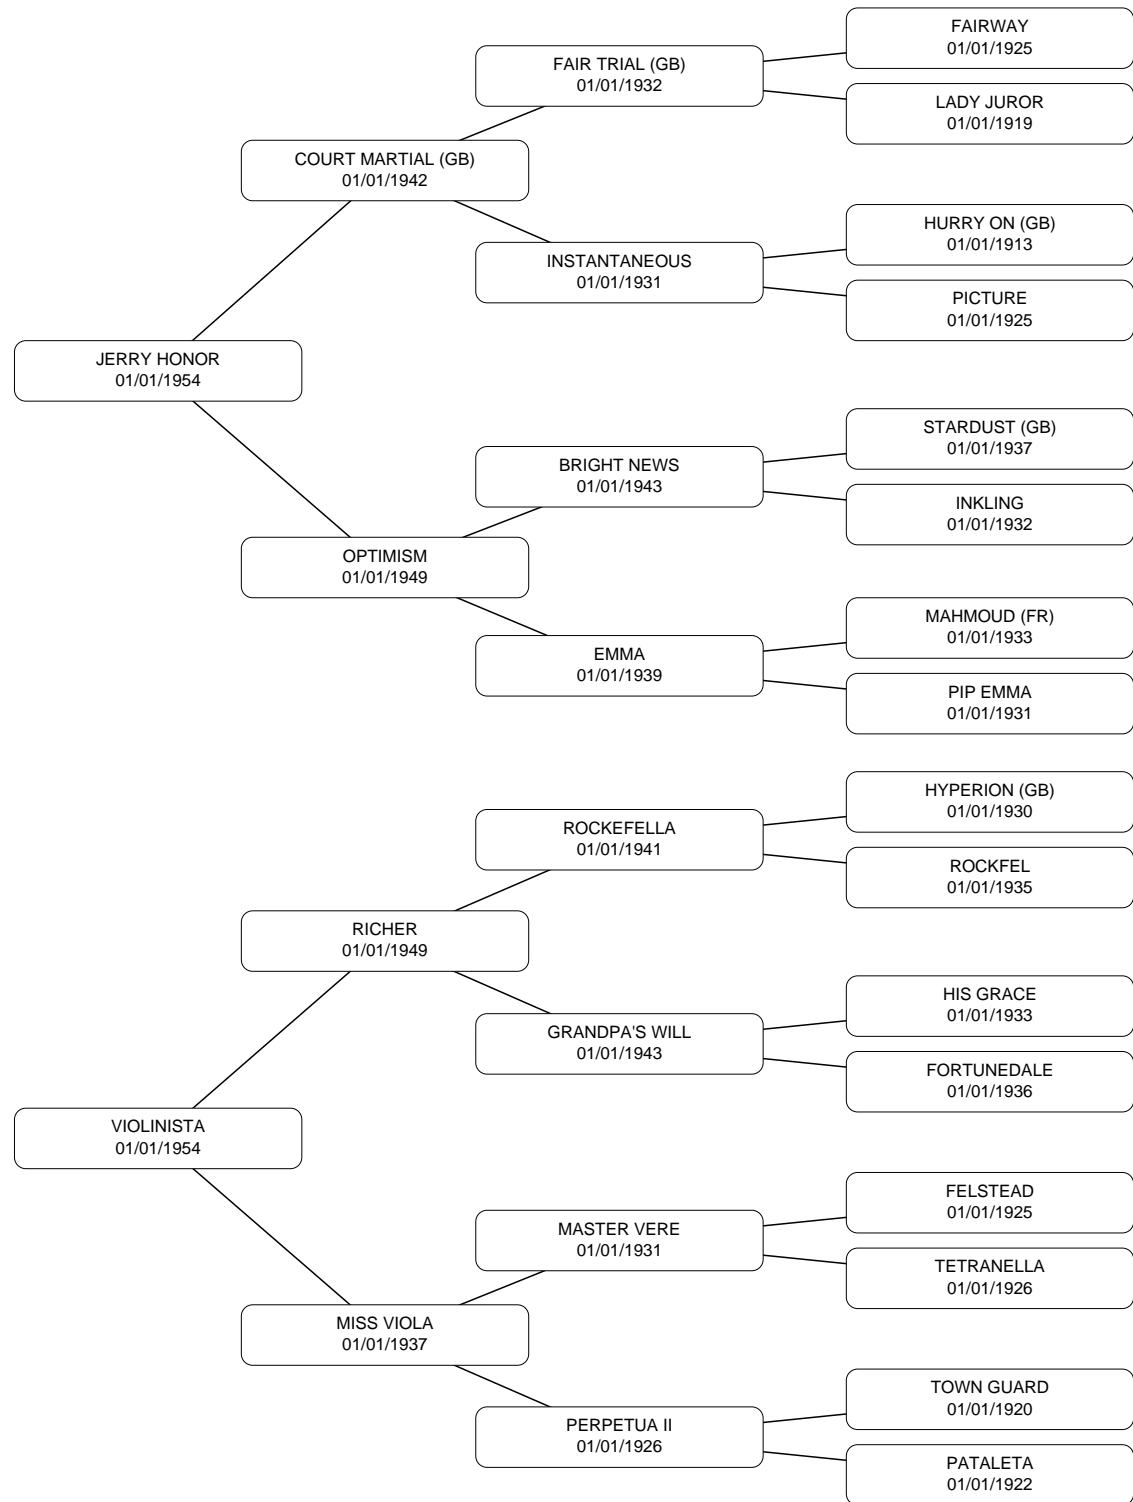 FAIRWAY
01/01/1925
FAIR TRIAL (GB)
01/01/1932
LADY JUROR
01/01/1919
COURT MARTIAL (GB)
01/01/1942
HURRY ON (GB)
01/01/1913
INSTANTANEOUS
01/01/1931
PICTURE
01/01/1925
JERRY HONOR
01/01/1954
STARDUST (GB)
01/01/1937
BRIGHT NEWS
01/01/1943
INKLING
01/01/1932
OPTIMISM
01/01/1949
MAHMOUD (FR)
01/01/1933
EMMA
01/01/1939
PIP EMMA
01/01/1931
HYPERION (GB)
01/01/1930
ROCKEFELLA
01/01/1941
ROCKFEL
01/01/1935
RICHER
01/01/1949
HIS GRACE
01/01/1933
GRANDPA'S WILL
01/01/1943
FORTUNEDALE
01/01/1936
VIOLINISTA
01/01/1954
FELSTEAD
01/01/1925
MASTER VERE
01/01/1931
TETRANELLA
01/01/1926
MISS VIOLA
01/01/1937
TOWN GUARD
01/01/1920
PERPETUA II
01/01/1926
PATALETA
01/01/1922